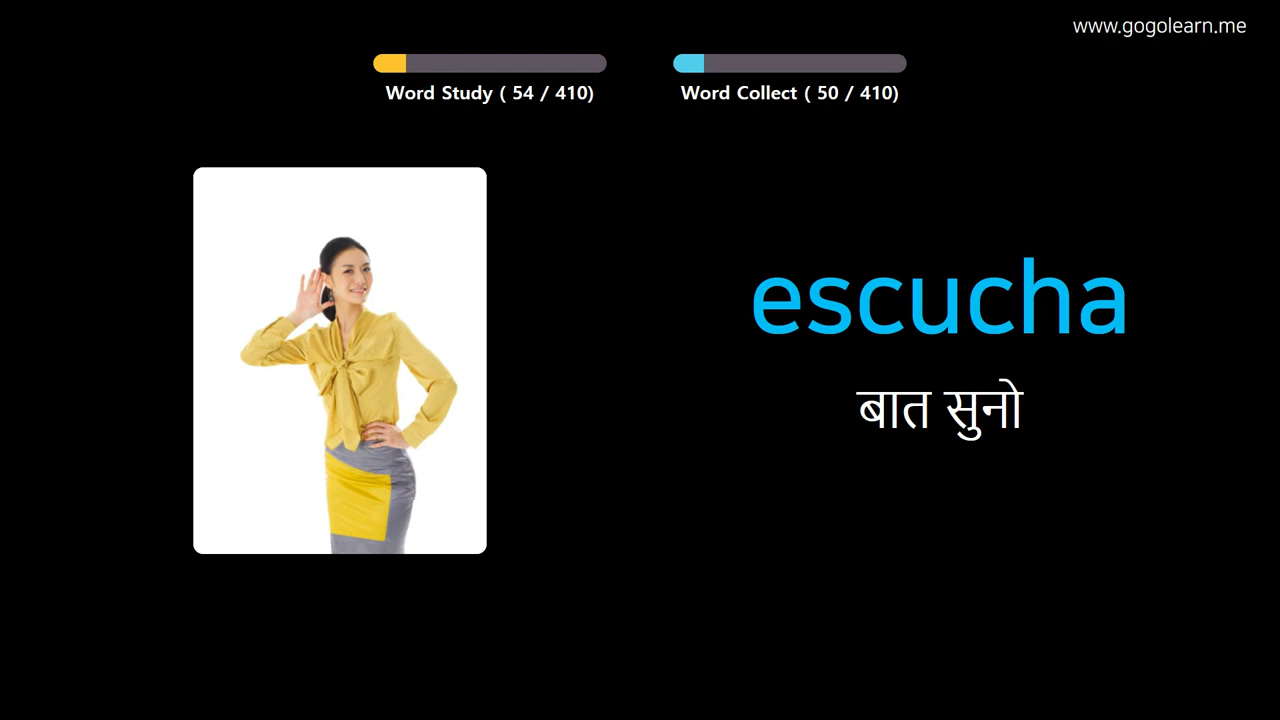 www.gogolearn.me
Word Study ( 54 / 410)
Word Collect ( 50 / 410)
escucha
बात सुनो